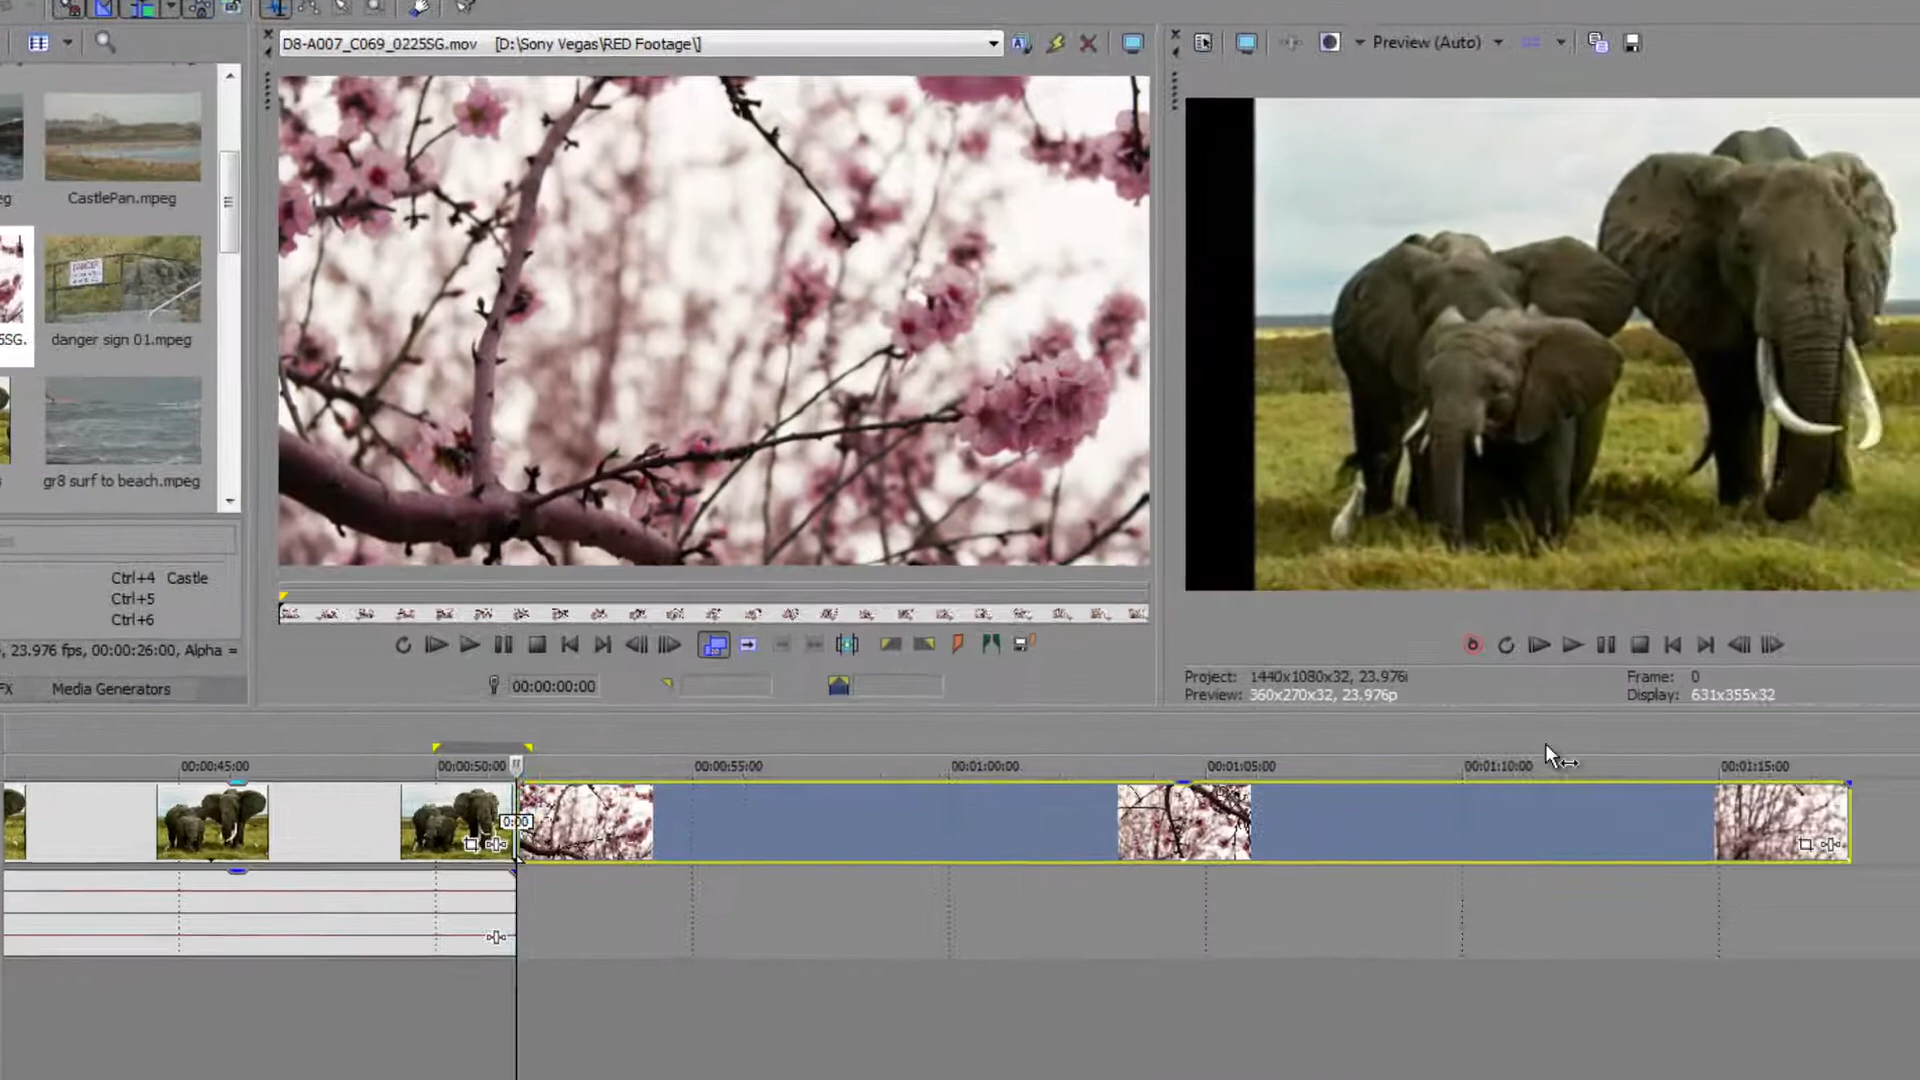 D8-A007_C069_0225SG.mov [D:\Sony Vegas\RED Footage\]
Preview (Auto)
CastlePan.mpeg
DANGER
danger sign 01.mpeg
gr8 surf to beach.mpeg
Ctrl+4 Castle
Ctrl+5
Ctrl+6
, 23.976 fps, 00:00:26:00, Alpha =
FX
Media Generators
00:00:00:00
Project: 1440x1080x32, 23.976i
Frame: 0
Preview: 360x270x32, 23.976p
Display: 631x355x32
00:00:45:00
00:00:50:00
00:00:55:00
00:01:00:00
00:01:05:00
00:01:10:00
00:01:15:00
0:00